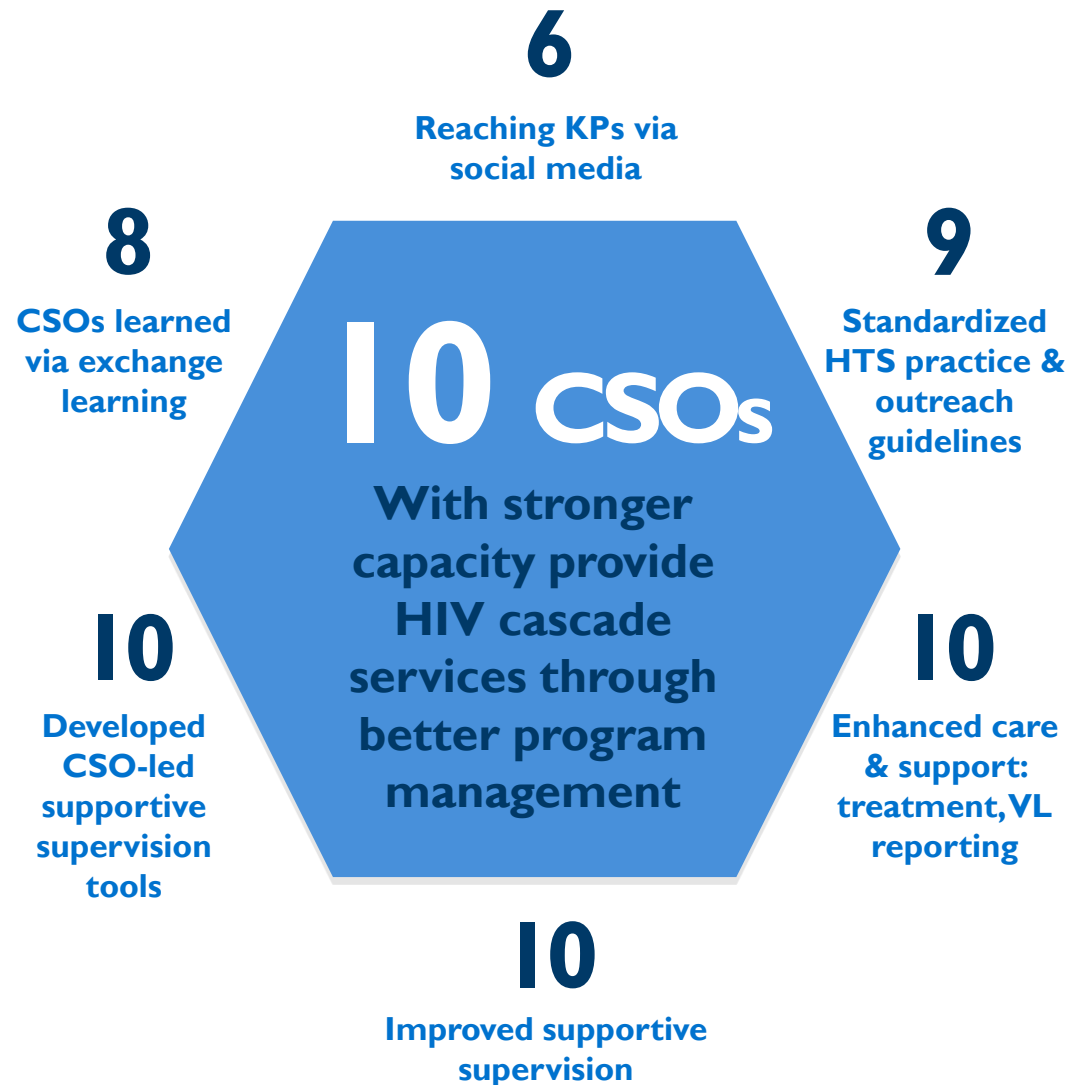 6
Reaching KPs via
social media
8
CSOs learned
via exchange
learning
9
Standardized
HTS practice &
outreach
guidelines
10 CSOs
With stronger
capacity provide
HIV cascade
services through
better program
management
10
Developed
CSO-led
supportive
supervision
tools
10
Enhanced care
& support:
treatment, VL
reporting
10
Improved supportive
supervision